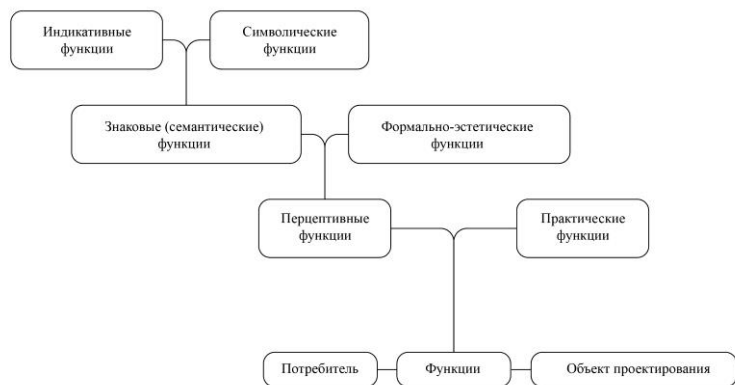 Индикативные
функции
Символические
функции
Знаковые (семантические)
функции
Формально-эстетические
функции
Перцептивные
функции
Практические
функции
Потребитель
Функции
Объект проектирования